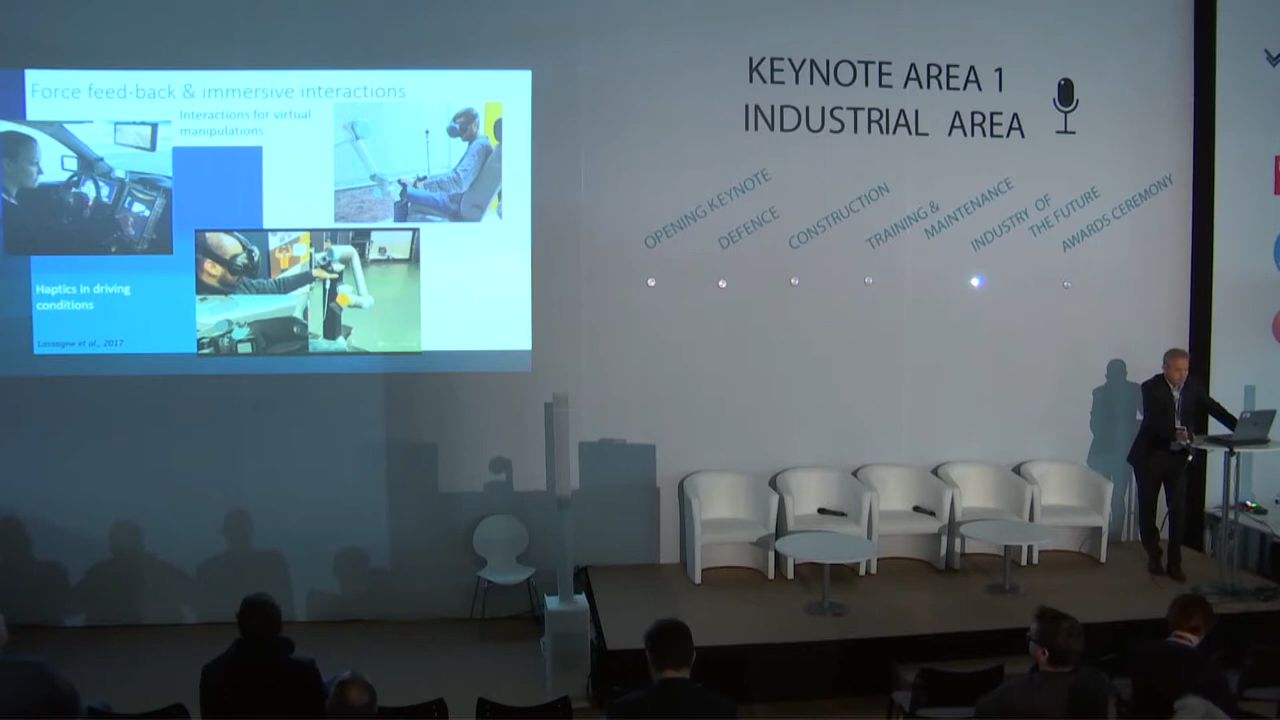 Force feed-back & immersive interactions
Interactions for virtual
manipulations
Haptics in driving
conditions
Lassagne et al., 2017
KEYNOTE AREA 1
INDUSTRIAL AREA
OPENING KEYNOTE
DEFENCE
CONSTRUCTION
TRAINING &
MAINTENANCE
INDUSTRY OF
THE FUTURE
AWARDS CEREMONY